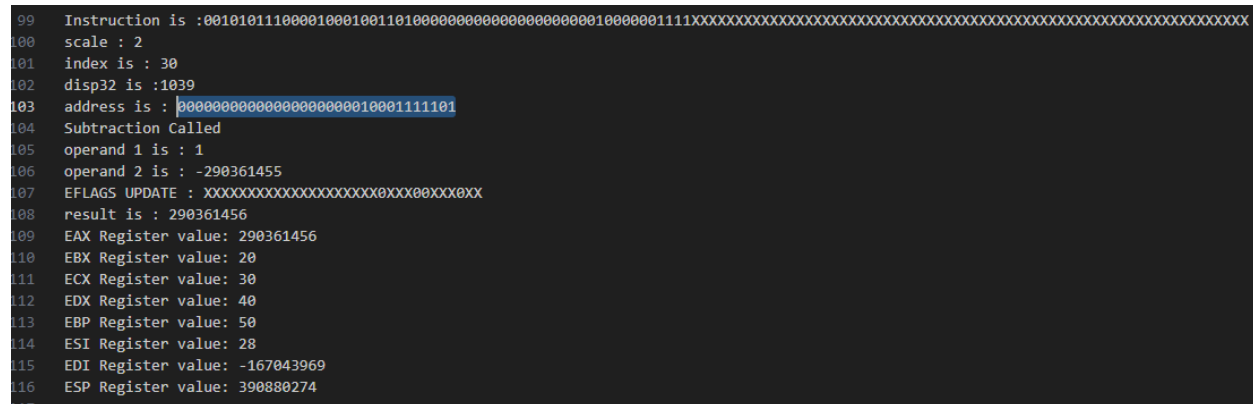 99 Instruction is :00101011100001000100110100000000000000000000010000001111XXXXXXXXXXXXXXXXXXXXXXXXXXXXXXXXXXXXXXXXXXXXXXXXXXXXXXXXXXXXXXXX
100 scale : 2
101 index is : 30
102 disp32 is :1039
103 address is : 00000000000000000000010001111101
104 Subtraction Called
105 operand 1 is : 1
106 operand 2 is : -290361455
107 EFLAGS UPDATE : XXXXXXXXXXXXXXXXXXXX0XXX00XXX0XX
108 result is : 290361456
109 EAX Register value: 290361456
110 EBX Register value: 20
111 ECX Register value: 30
112 EDX Register value: 40
113 EBP Register value: 50
114 ESI Register value: 28
115 EDI Register value: -167043969
116 ESP Register value: 390880274